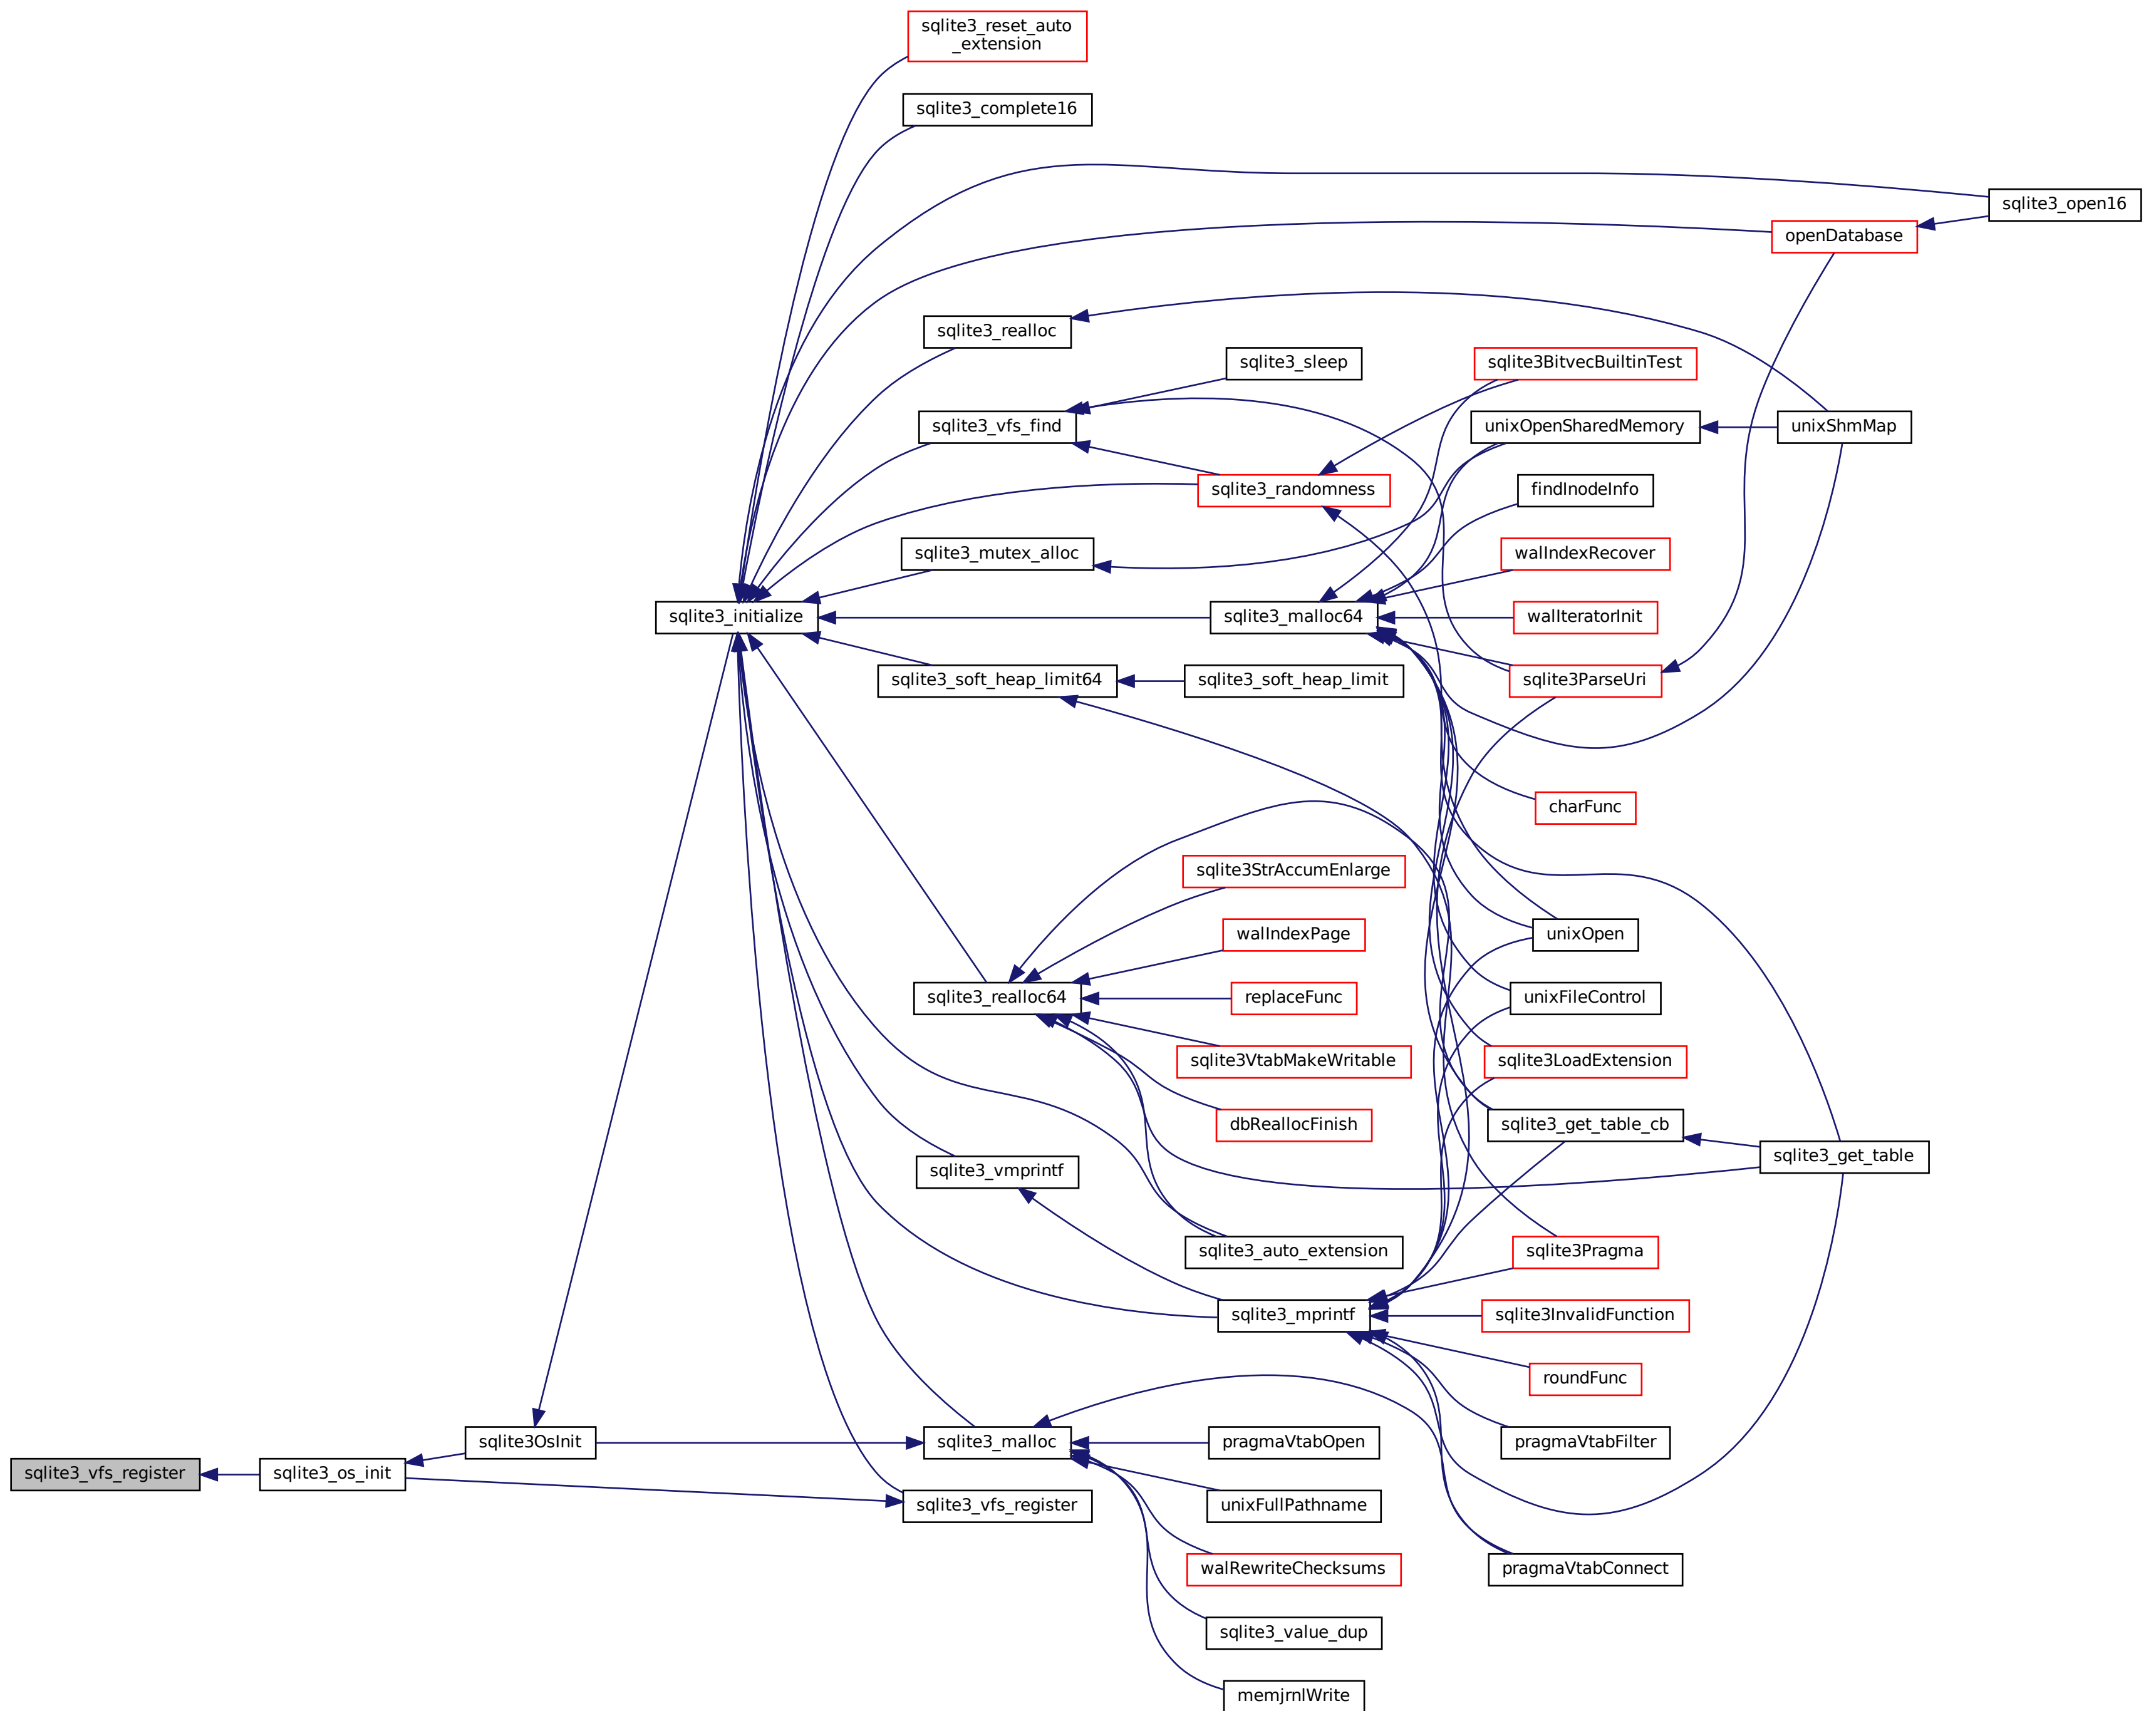 sqlite3_reset_auto
_extension
sqlite3_complete16
sqlite3_open16
openDatabase
sqlite3_realloc
sqlite3_sleep
sqlite3BitvecBuiltinTest
sqlite3_vfs_find
unixOpenSharedMemory
unixShmMap
sqlite3_randomness
findInodeInfo
sqlite3_mutex_alloc
walIndexRecover
sqlite3_initialize
sqlite3_malloc64
walIteratorInit
sqlite3_soft_heap_limit64
sqlite3_soft_heap_limit
sqlite3ParseUri
charFunc
sqlite3StrAccumEnlarge
walIndexPage
unixOpen
sqlite3_realloc64
replaceFunc
unixFileControl
sqlite3VtabMakeWritable
sqlite3LoadExtension
dbReallocFinish
sqlite3_get_table_cb
sqlite3_vmprintf
sqlite3_get_table
sqlite3_auto_extension
sqlite3Pragma
sqlite3_mprintf
sqlite3InvalidFunction
roundFunc
sqlite3OsInit
sqlite3_malloc
pragmaVtabOpen
pragmaVtabFilter
sqlite3_vfs_register
sqlite3_os_init
sqlite3_vfs_register
unixFullPathname
walRewriteChecksums
pragmaVtabConnect
sqlite3_value_dup
memjrnlWrite